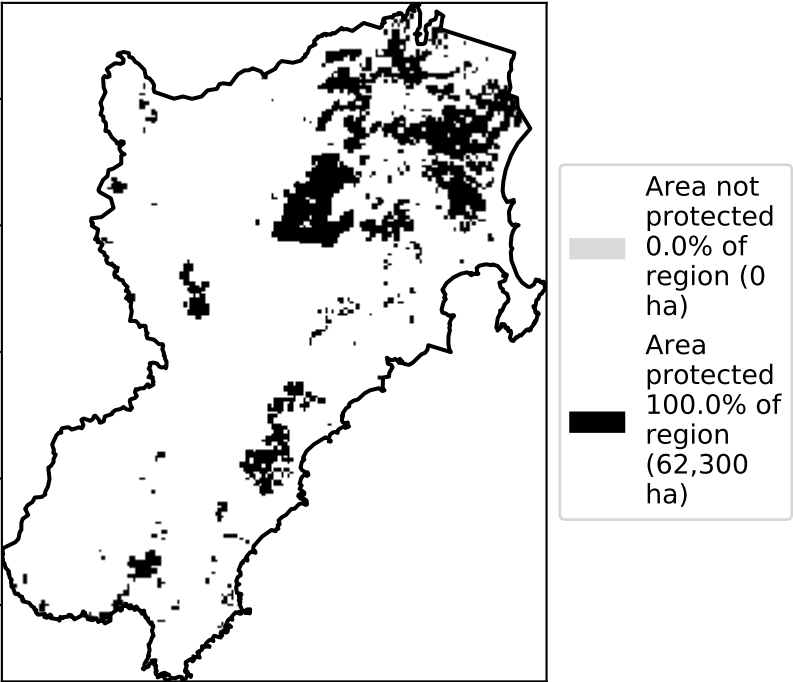 Area not
protected
0.0% of
region (0
ha)
Area
protected
100.0% of
region
(62,300
ha)